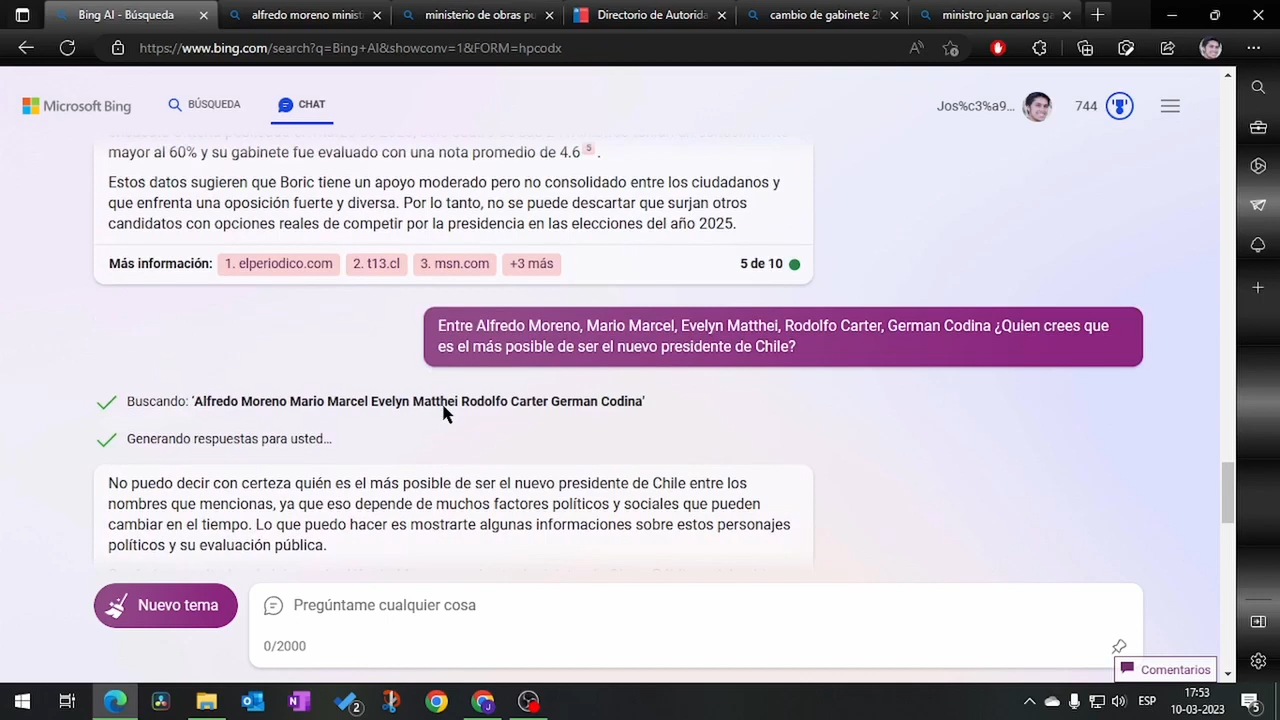 Bing AI - Búsqueda
alfredo moreno minist
ministerio de obras pu
Directorio de Autorida
cambio de gabinete 20
ministro juan carlos ga
https://www.bing.com/search?q=Bing+AI&showconv=1&FORM=hpcodx
Microsoft Bing
BÚSQUEDA
CHAT
Jos%c3%a9...
744
mayor al 60% y su gabinete fue evaluado con una nota promedio de 4.6 5 .
Estos datos sugieren que Boric tiene un apoyo moderado pero no consolidado entre los ciudadanos y
que enfrenta una oposición fuerte y diversa. Por lo tanto, no se puede descartar que surjan otros
candidatos con opciones reales de competir por la presidencia en las elecciones del año 2025.
Más información: 1. elperiodico.com 2. t13.cl 3. msn.com +3 más 5 de 10
Entre Alfredo Moreno, Mario Marcel, Evelyn Matthei, Rodolfo Carter, German Codina ¿Quien crees que
es el más posible de ser el nuevo presidente de Chile?
Buscando: 'Alfredo Moreno Mario Marcel Evelyn Matthei Rodolfo Carter German Codina'
Generando respuestas para usted...
No puedo decir con certeza quién es el más posible de ser el nuevo presidente de Chile entre los
nombres que mencionas, ya que eso depende de muchos factores políticos y sociales que pueden
cambiar en el tiempo. Lo que puedo hacer es mostrarte algunas informaciones sobre estos personajes
políticos y su evaluación pública.
Nuevo tema
Pregúntame cualquier cosa
0/2000
Comentarios
2
ESP
17:53
10-03-2023
5